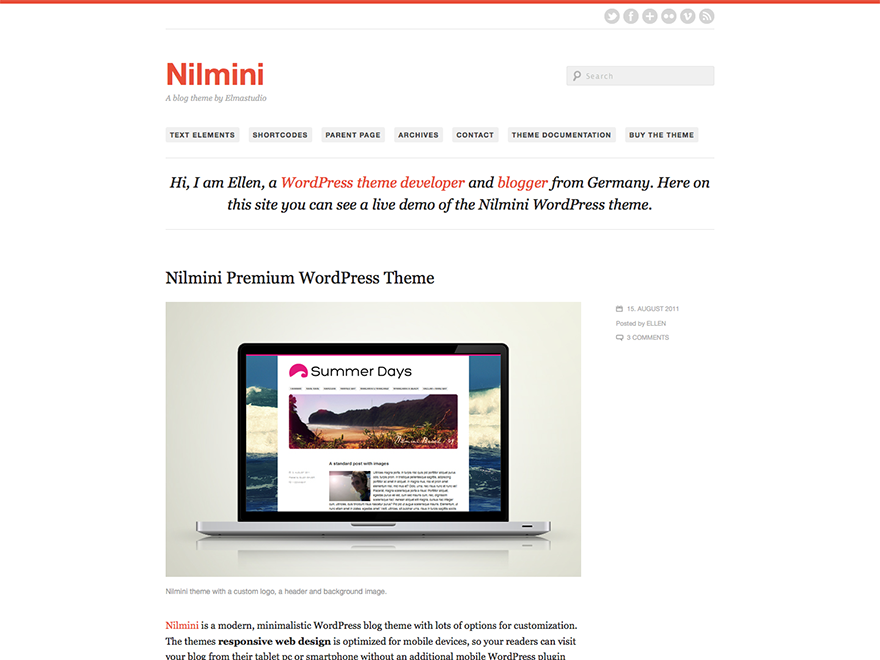 Nilmini
A blog theme by Elmastudio
Search
TEXT ELEMENTS SHORTCODES PARENT PAGE ARCHIVES CONTACT THEME DOCUMENTATION BUY THE THEME
Hi, I am Ellen, a WordPress theme developer and blogger from Germany. Here on
this site you can see a live demo of the Nilmini WordPress theme.
Nilmini Premium WordPress Theme
15. AUGUST 2011
Posted by ELLEN
3 COMMENTS
Summer Days
A standard post with images
Nilmini theme with a custom logo, a header and background image.
Nilmini is a modern, minimalistic WordPress blog theme with lots of options for customization.
The themes responsive web design is optimized for mobile devices, so your readers can visit
your blog from their tablet pc or smartphone without an additional mobile WordPress plugin